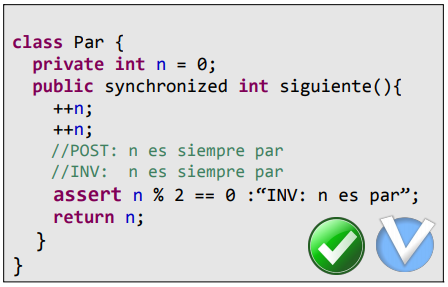 class Par {
private int n = 0;
public synchronized int siguiente(){
++n;
++n;
//POST: n es siempre par
//INV:  n es siempre par
assert n % 2 == 0 :“INV: n es par”;
return n;
}
}